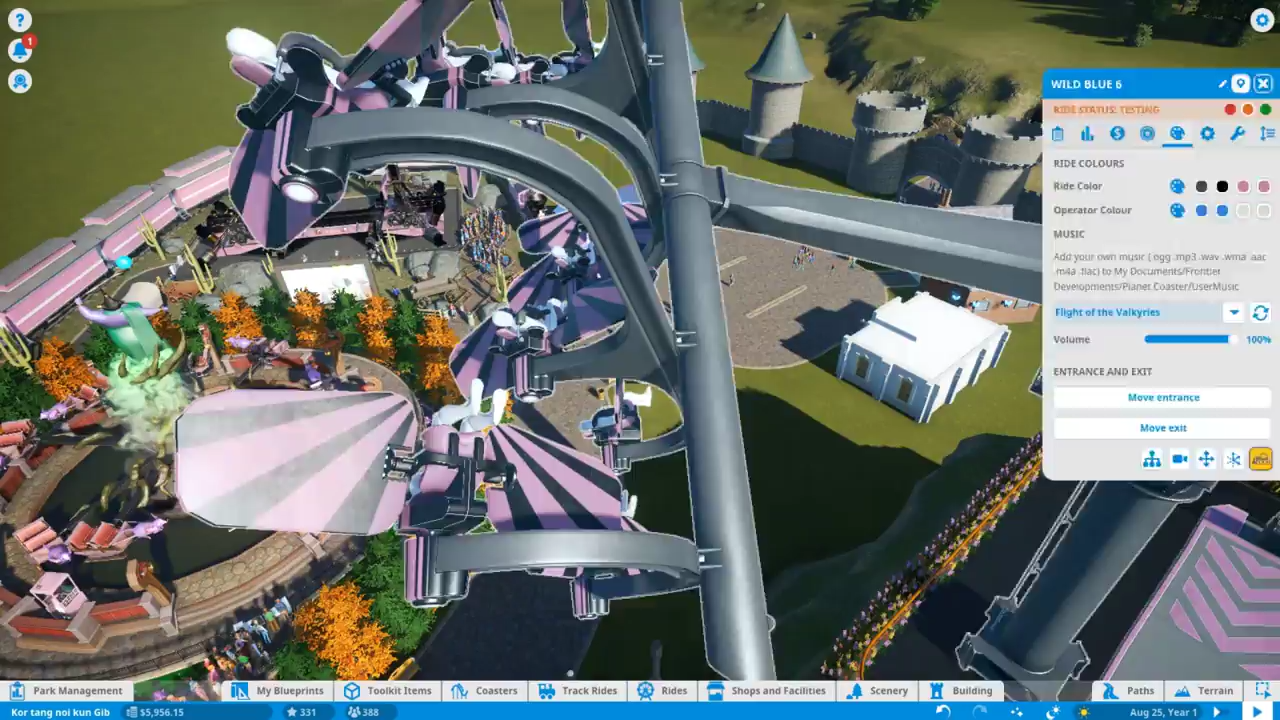 ?
1
WILD BLUE 6
RIDE STATUS: TESTING
RIDE COLOURS
Ride Color
Operator Colour
MUSIC
Add your own music (.ogg .mp3 .wav .wma .aac
.m4a .flac) to My Documents/Frontier
Developments/Planet Coaster/UserMusic
Flight of the Valkyries
Volume 100%
ENTRANCE AND EXIT
Move entrance
Move exit
Park Management My Blueprints Toolkit Items Coasters Track Rides Rides Shops and Facilities Scenery Building Paths Terrain
Kor tang noi kun Gib $5,956.15 331 388 Aug 25, Year 1